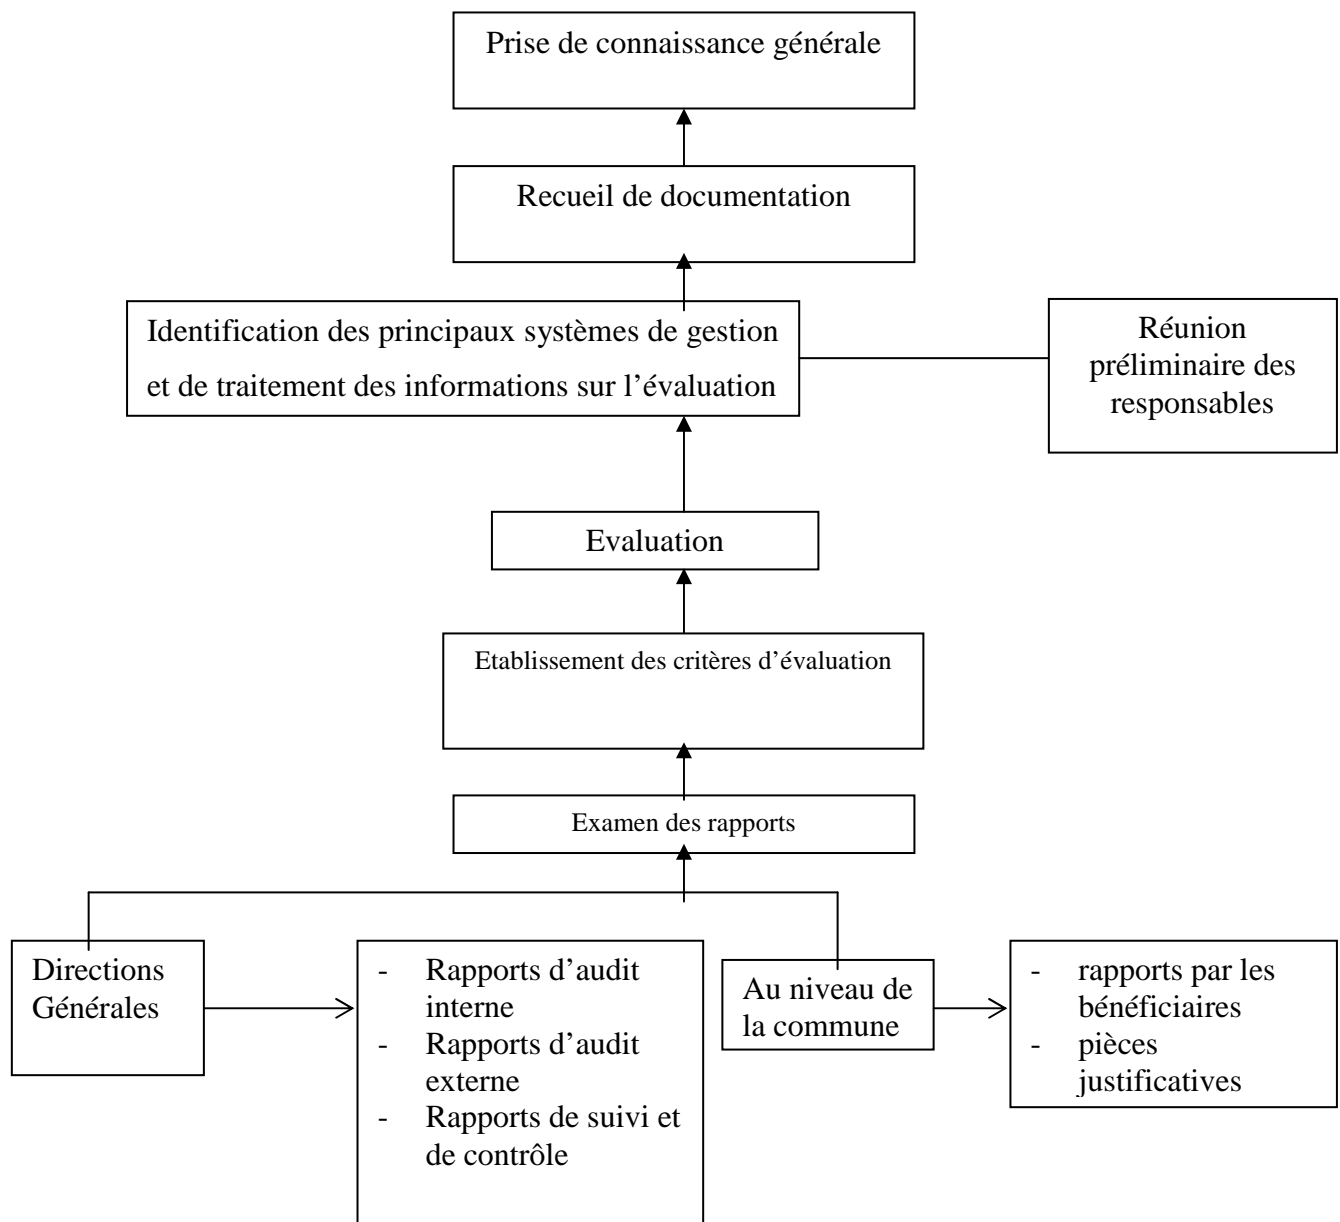 Prise de connaissance générale
Recueil de documentation
Identification des principaux systèmes de gestion
et de traitement des informations sur l’évaluation
Réunion
préliminaire des
responsables
Evaluation
Etablissement des critères d’évaluation
Examen des rapports
Directions
Générales
- Rapports d’audit
interne
- Rapports d’audit
externe
- Rapports de suivi et
de contrôle
Au niveau de
la commune
- rapports par les
bénéficiaires
- pièces
justificatives